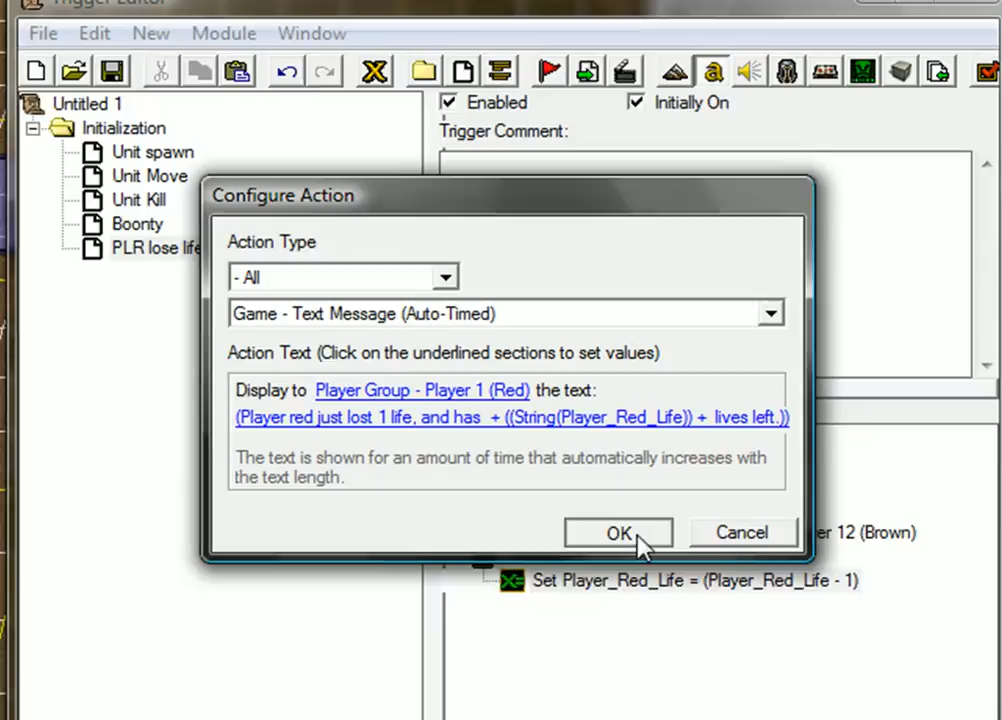 Trigger Editor
File Edit New Module Window
Untitled 1
Enabled Initially On
Initialization
Trigger Comment:
Unit spawn
Unit Move
Unit Kill
Boonty
PLR lose life
Configure Action
Action Type
- All
Game - Text Message (Auto-Timed)
Action Text (Click on the underlined sections to set values)
Display to Player Group - Player 1 (Red) the text:
(Player red just lost 1 life, and has + ((String(Player_Red_Life)) + lives left.))
The text is shown for an amount of time that automatically increases with
the text length.
OK Cancel
er 12 (Brown)
Set Player_Red_Life = (Player_Red_Life - 1)